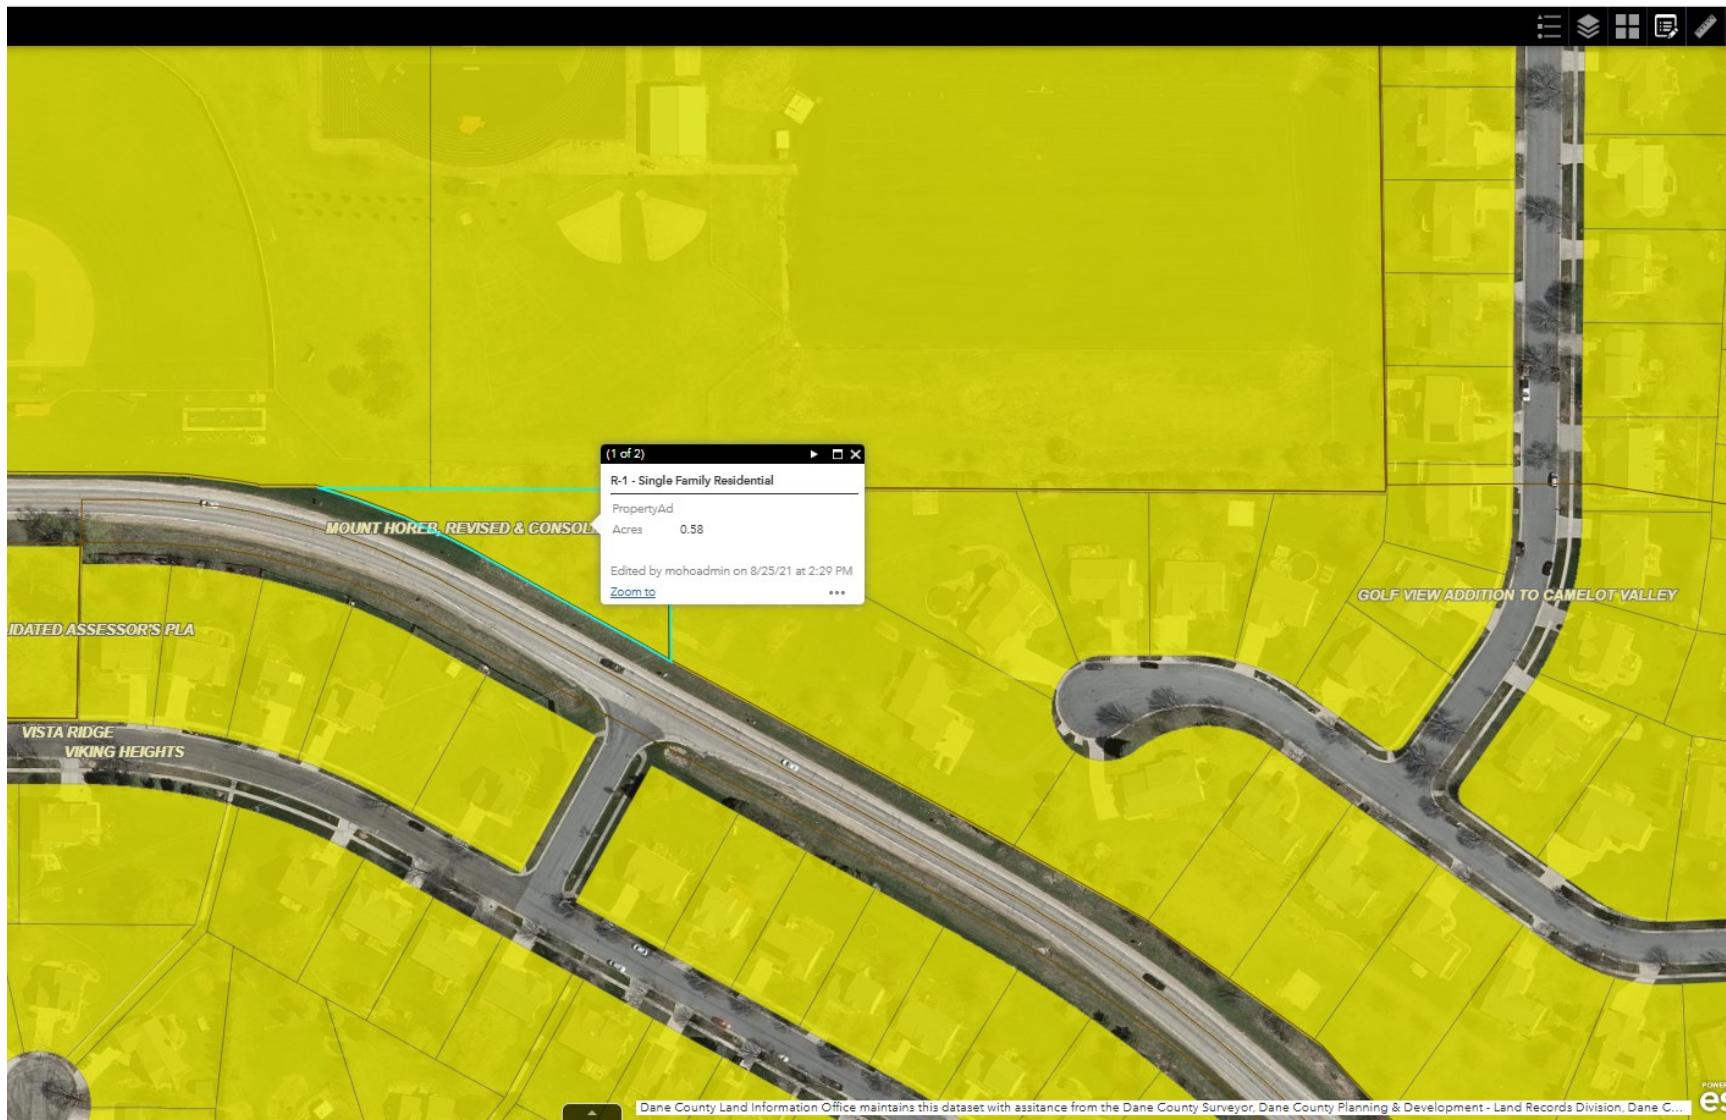 (1 of 2)
R-1 - Single Family Residential
PropertyAd
Acres 0.58
Edited by mohoadmin on 8/25/21 at 2:29 PM
Zoom to
MOUNT HOREB, REVISED & CONSOL
GOLF VIEW ADDITION TO CAMELOT VALLEY
IDATED ASSESSOR'S PLA
VISTA RIDGE
VIKING HEIGHTS
POWE
es
Dane County Land Information Office maintains this dataset with assitance from the Dane County Surveyor, Dane County Planning & Development - Land Records Division, Dane C...